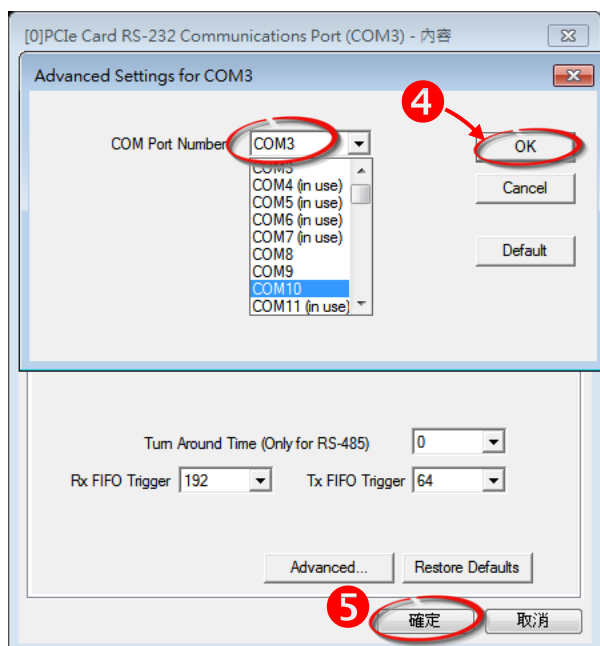 [0]PCIe Card RS-232 Communications Port (COM3) - 內容
Advanced Settings for COM3
4
COM Port Number
COM3
OK
COM3
COM4 (in use)
COM5 (in use)
COM6 (in use)
COM7 (in use)
COM8
COM9
COM10
COM11 (in use)
Cancel
Default
Turn Around Time (Only for RS-485) 0
Rx FIFO Trigger 192 Tx FIFO Trigger 64
Advanced... Restore Defaults
5
確定 取消